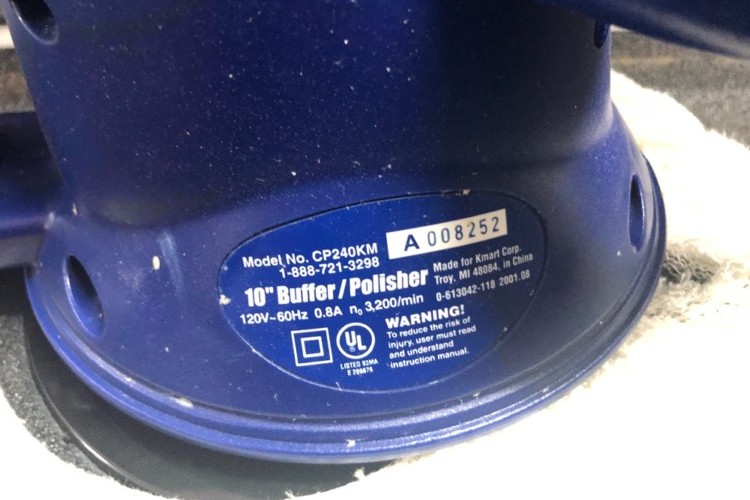 Model No. CP240KM
1-888-721-3298
A 008252
10" Buffer/Polisher
120V~60Hz 0.8A n₀ 3,200/min
Made for Kmart Corp.
Troy, MI 48084, in China
0-613042-118 2001.08
UL
LISTED 92MA
WARNING!
To reduce the risk of
injury, user must read
and understand
instruction manual.